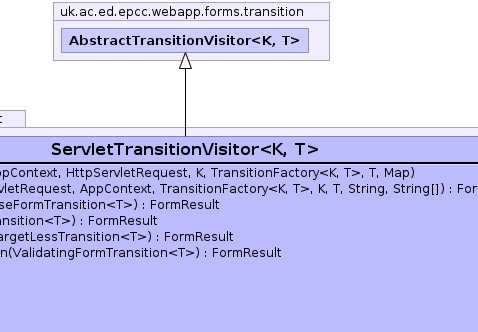 uk.ac.ed.epcc.webapp.forms.transition
AbstractTransitionVisitor<K, T>
t
ServletTransitionVisitor<K, T>
ppContext, HttpServletRequest, K, TransitionFactory<K, T>, T, Map)
vletRequest, AppContext, TransitionFactory<K, T>, K, T, String, String[]) : For
seFormTransition<T>) : FormResult
ansition<T>) : FormResult
argetLessTransition<T>) : FormResult
n(ValidatingFormTransition<T>) : FormResult